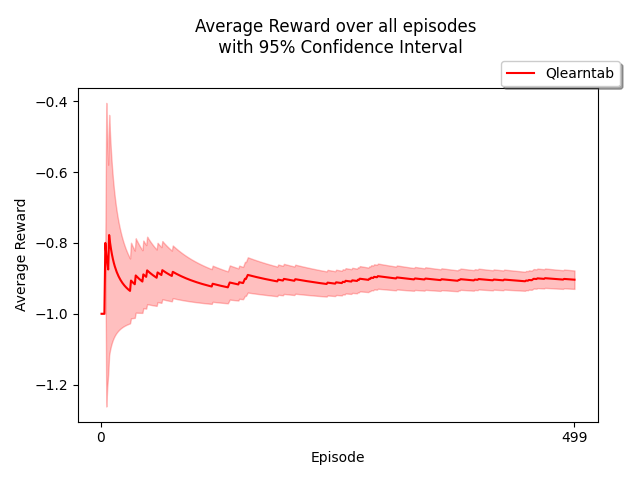 Average Reward over all episodes
with 95% Confidence Interval
Qlearntab
−0.4
−0.6
−0.8
−1.0
−1.2
Average Reward
0
499
Episode